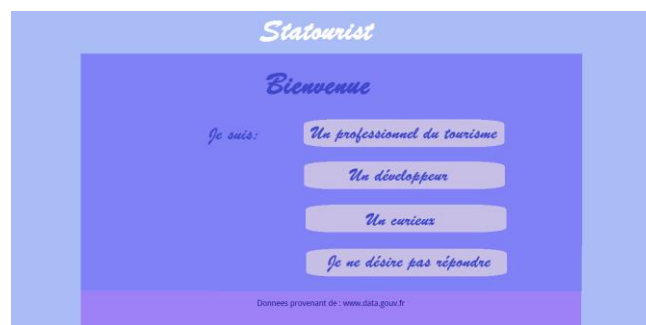 Statourist
Bienvenue
Je suis:
Un professionnel du tourisme
Un développeur
Un curieux
Je ne désire pas répondre
Donnees provenant de : www.data.gouv.fr